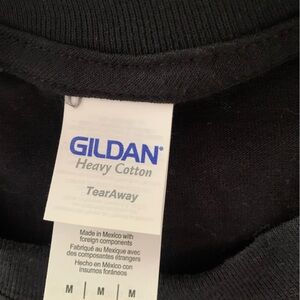 GILDAN®
Heavy Cotton
TearAway
Made in Mexico with
foreign components
Fabriqué au Mexique avec
des composantes étrangères
Hecho en México con
insumos foráneos
M M M